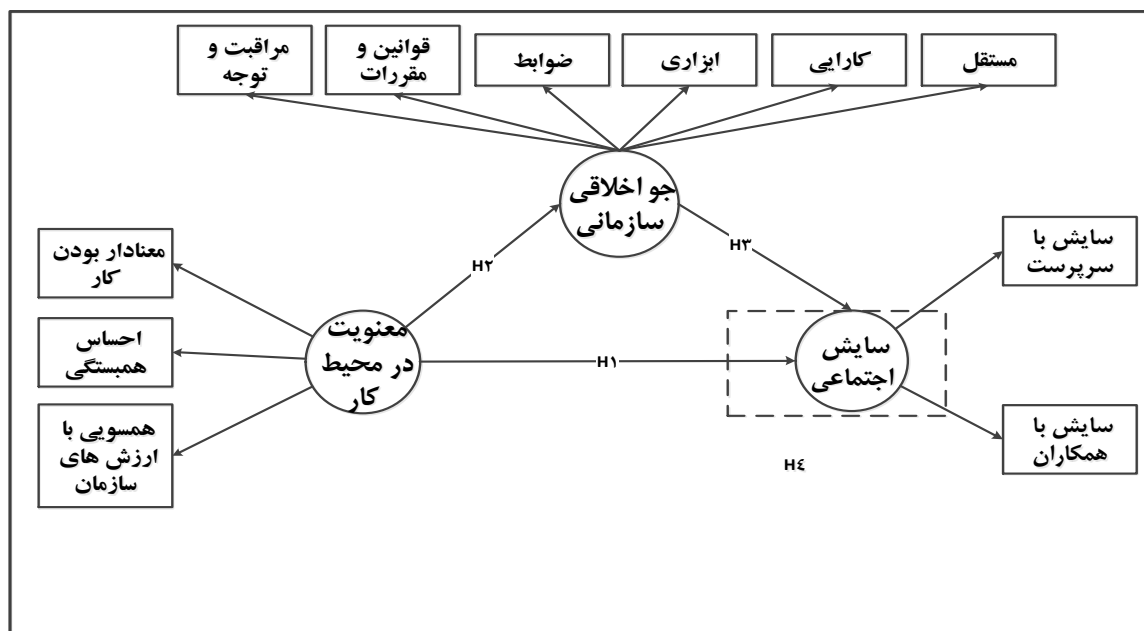 مستقل
کارایی
ابزاری
ضوابط
قوانین و
مقررات
مراقبت و
توجه
جو اخلاقی
سازمانی
H۲
H۳
معنادار بودن
کار
احساس
همبستگی
همسویی با
ارزش های
سازمان
معنویت
در محیط
کار
H۱
سایش
اجتماعی
سایش با
سرپرست
سایش با
همکاران
H٤